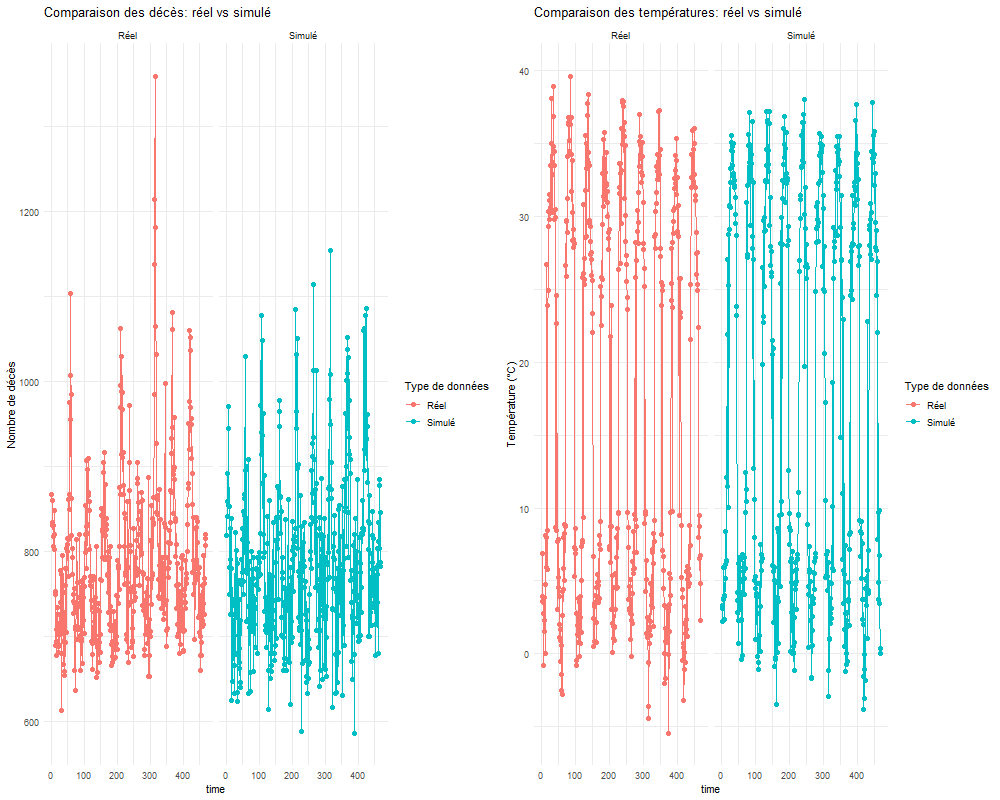 Comparaison des décès: réel vs simulé
Réel
Simulé
1200
1000
800
600
Nombre de décès
0
100
200
300
400
0
100
200
300
400
time
Type de données
Réel
Simulé
Comparaison des températures: réel vs simulé
Réel
Simulé
40
30
20
10
0
Température (°C)
0
100
200
300
400
0
100
200
300
400
time
Type de données
Réel
Simulé